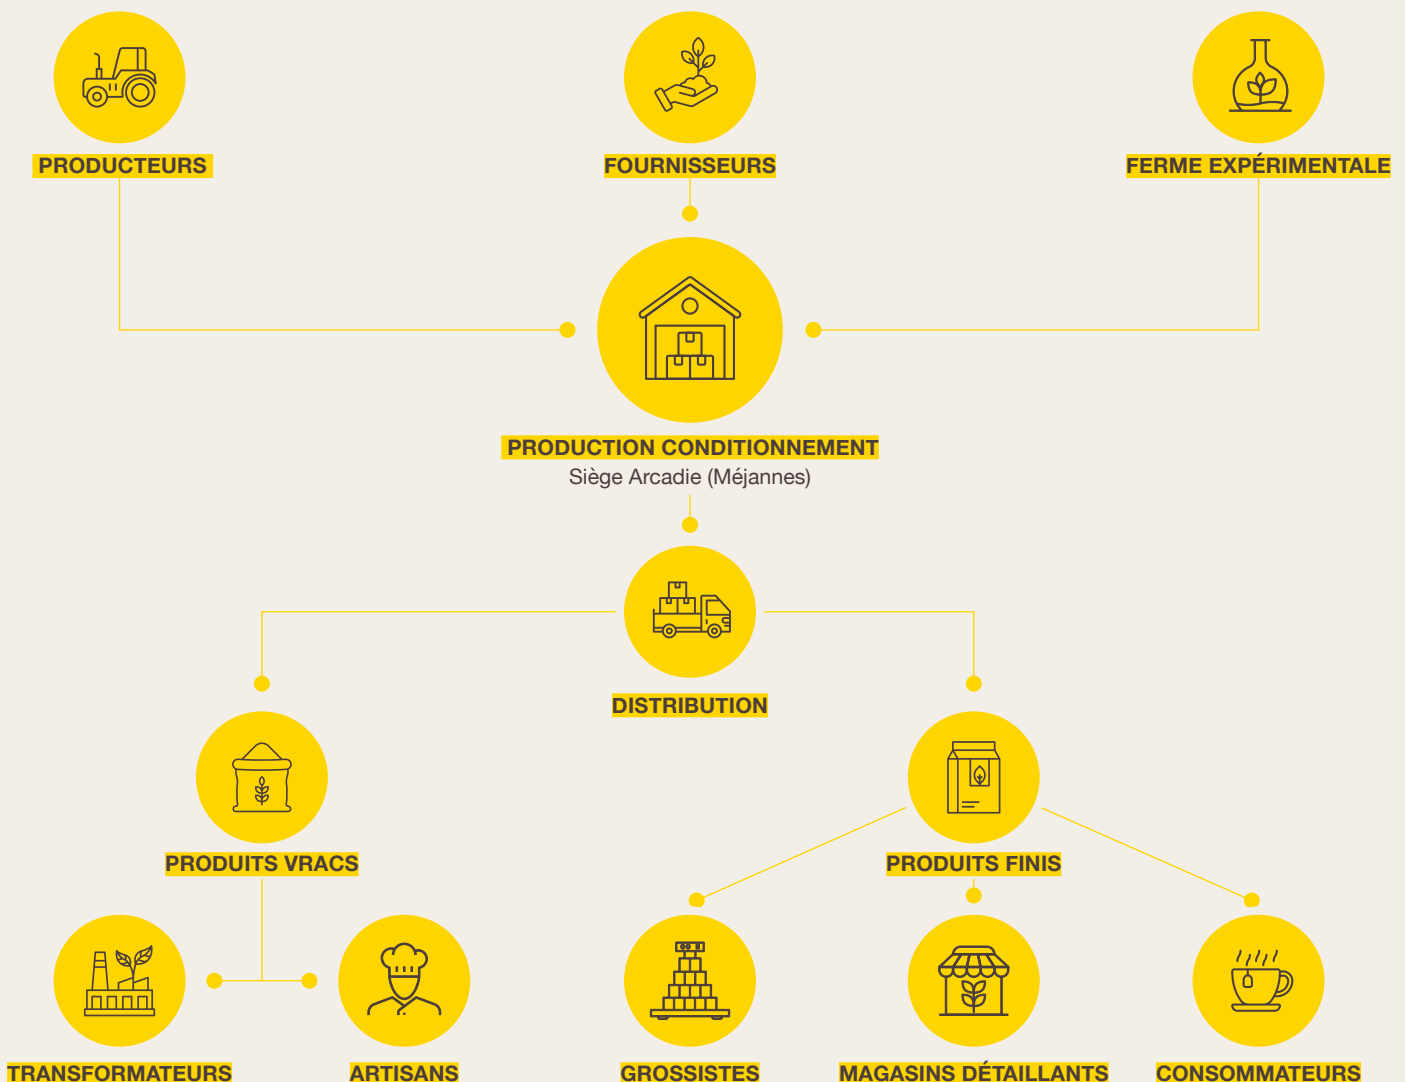 PRODUCTEURS
FOURNISSEURS
FERME EXPÉRIMENTALE
PRODUCTION CONDITIONNEMENT
Siège Arcadie (Méjannes)
DISTRIBUTION
PRODUITS VRACS
PRODUITS FINIS
TRANSFORMATEURS
ARTISANS
GROSSISTES
MAGASINS DÉTAILLANTS
CONSOMMATEURS